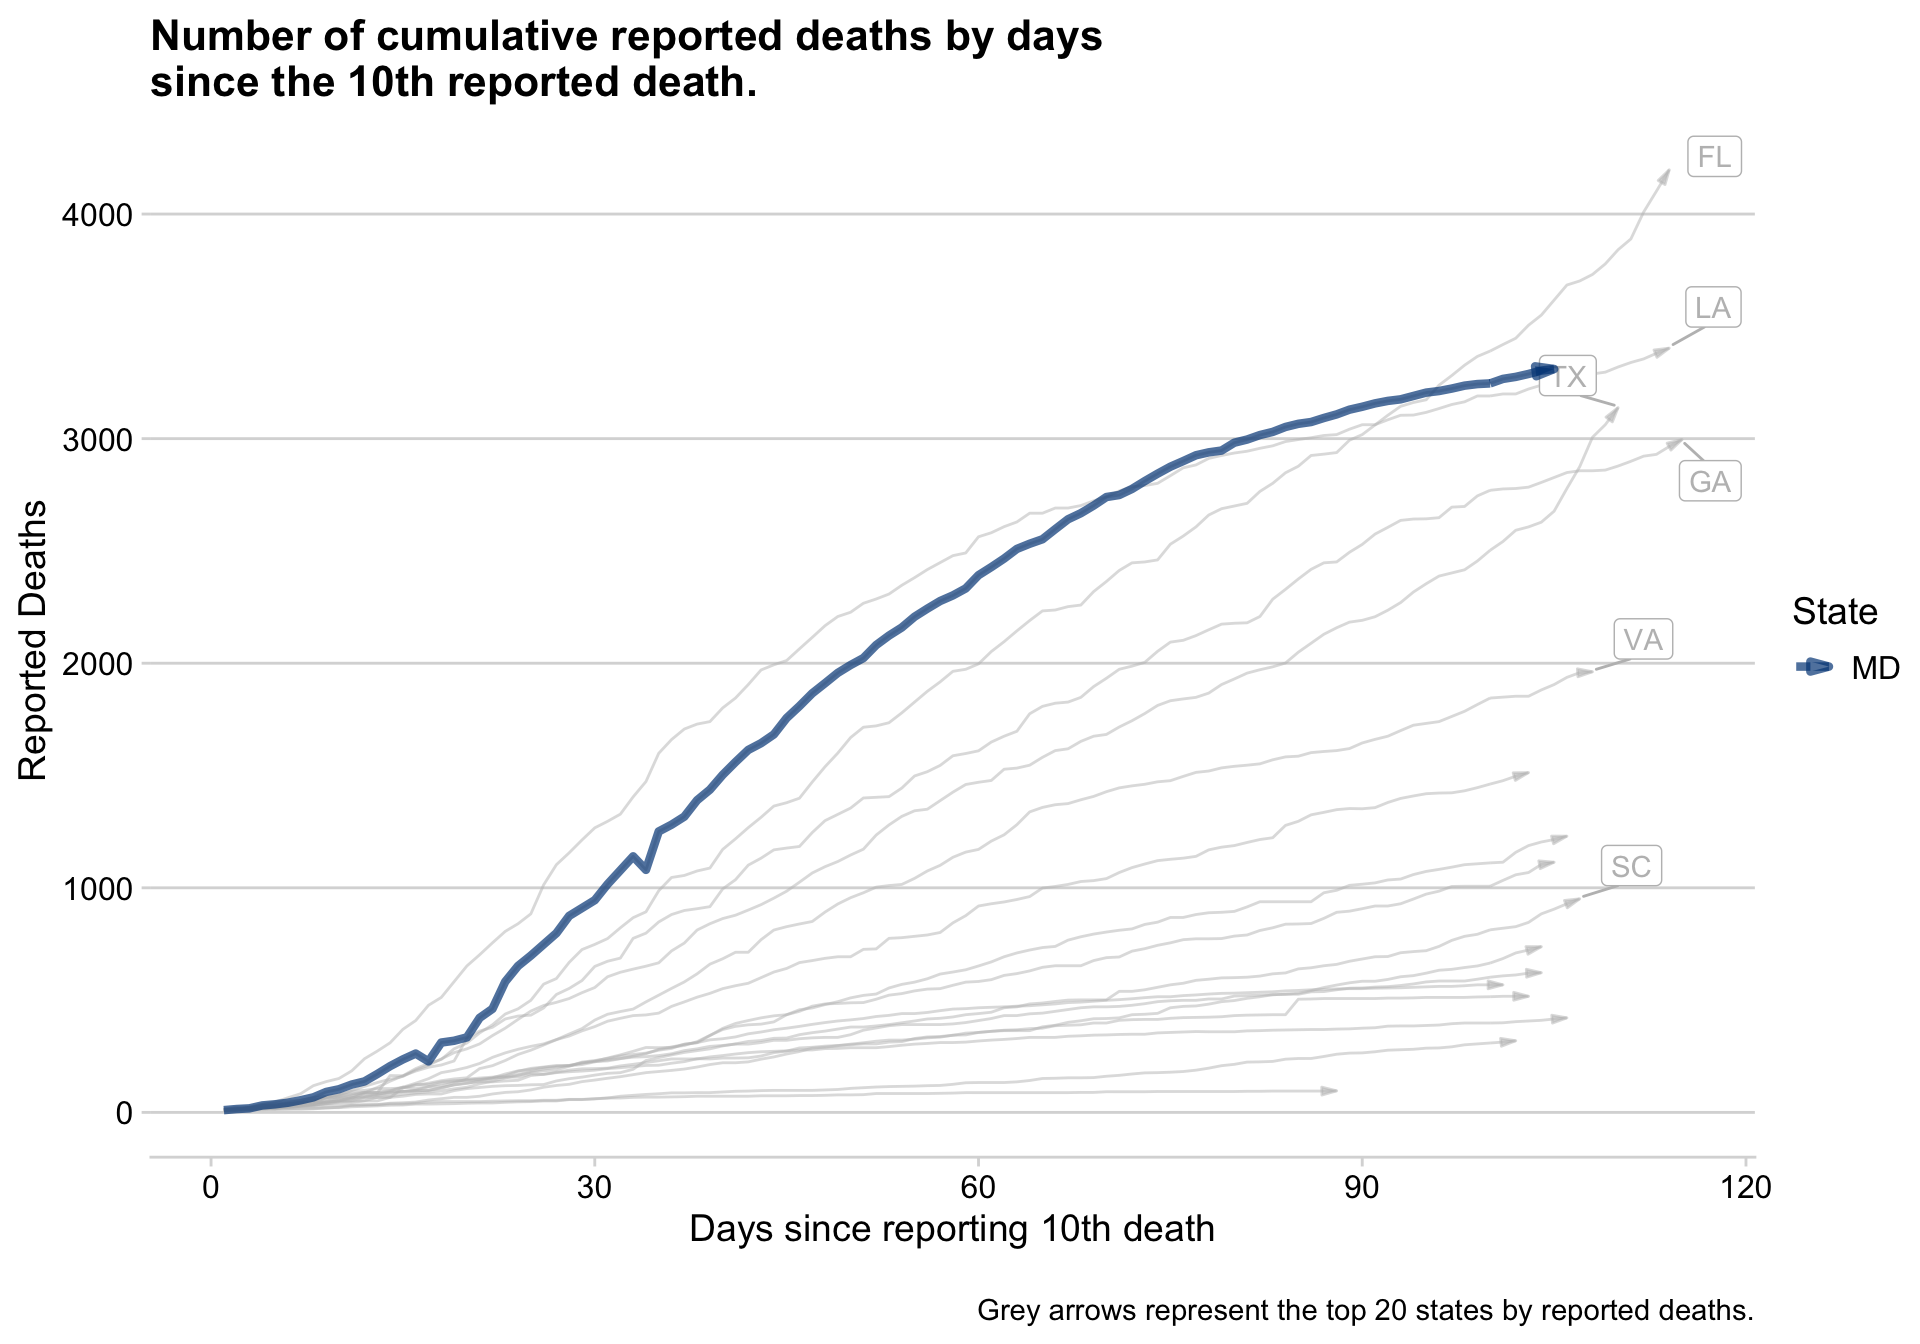 Number of cumulative reported deaths by days
since the 10th reported death.
FL
4000
LA
TX
3000
GA
Reported Deaths
State
VA
2000
MD
SC
1000
0
0 30 60 90 120
Days since reporting 10th death
Grey arrows represent the top 20 states by reported deaths.